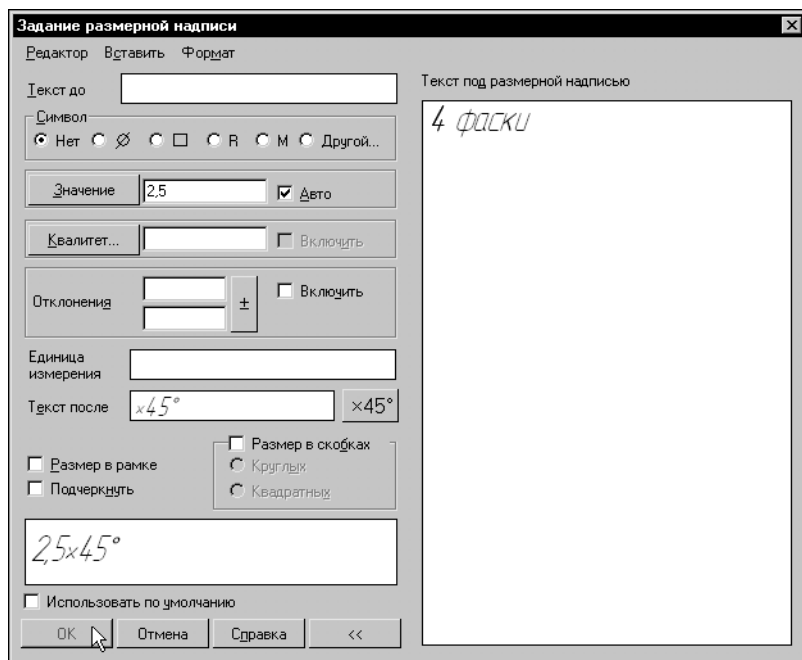 Задание размерной надписи
Редактор Вставить Формат
Текст до
Символ
Нет Ø □ R M Другой...
Значение 2,5 Авто
Квалитет... Включить
Отклонения ± Включить
Единица
измерения
Текст после ×45° ×45°
Размер в скобках
Размер в рамке Круглых
Подчеркнуть Квадратных
2,5×45°
Использовать по умолчанию
OK Отмена Справка <<
Текст под размерной надписью
4 фаски